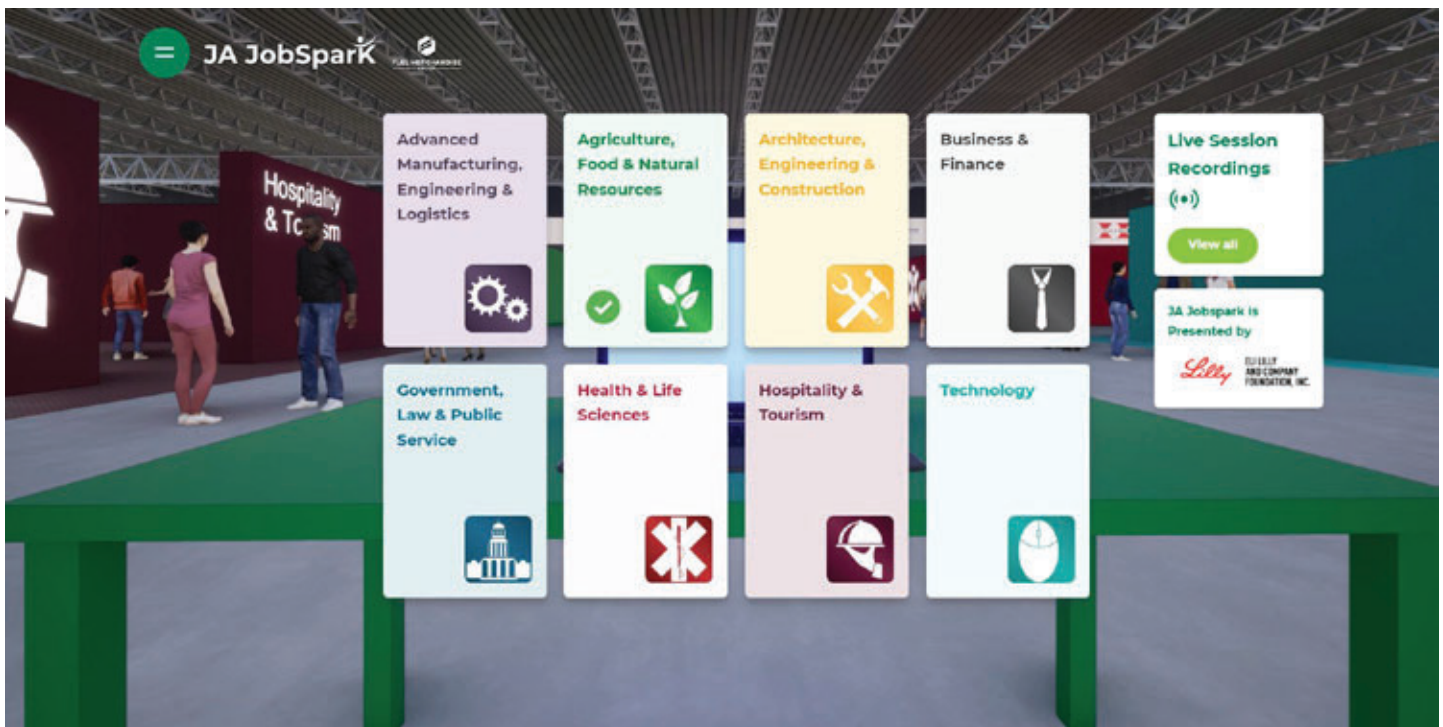 JA JobSpark
Hospitality
& To sm
Advanced
Manufacturing,
Engineering &
Logistics
Agriculture,
Food & Natural
Resources
Architecture,
Engineering &
Construction
Business &
Finance
Government,
Law & Public
Service
Health & Life
Sciences
Hospitality &
Tourism
Technology
Live Session
Recordings
View all
JA Jobspark is
Presented by
Lilly
ELI LILLY
AND COMPANY
FOUNDATION, INC.